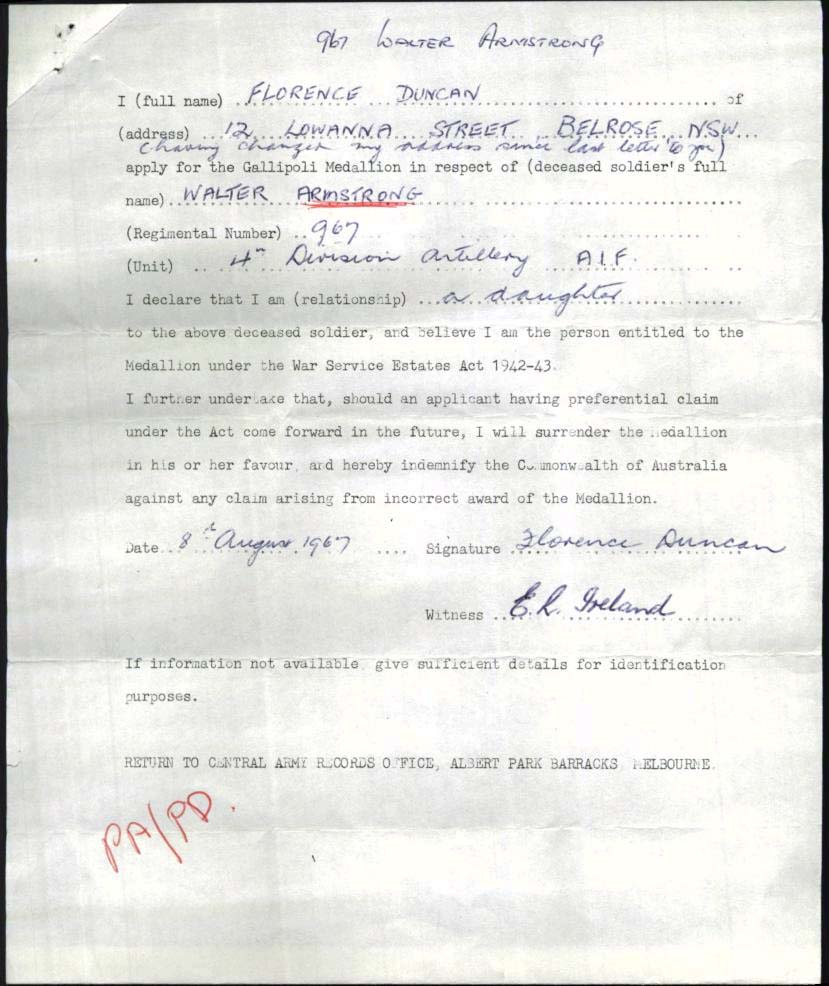 967 WALTER ARMSTRONG
I (full name) FLORENCE DUNCAN of
(address) 12 LOWANNA STREET BELROSE NSW
(having changed my address since last letter to you)
apply for the Gallipoli Medallion in respect of (deceased soldier's full
name) WALTER ARMSTRONG
(Regimental Number) 967
(Unit) 4th Division Artillery A.I.F.
I declare that I am (relationship) a daughter
to the above deceased soldier, and believe I am the person entitled to the
Medallion under the War Service Estates Act 1942-43.
I further undertake that, should an applicant having preferential claim
under the Act come forward in the future, I will surrender the Medallion
in his or her favour, and hereby indemnify the Commonwealth of Australia
against any claim arising from incorrect award of the Medallion.
Date 8th August 1967 Signature Florence Duncan
Witness E.R. Ireland
If information not available give sufficient details for identification
purposes.
RETURN TO CENTRAL ARMY RECORDS OFFICE, ALBERT PARK BARRACKS MELBOURNE.
PA/PD.